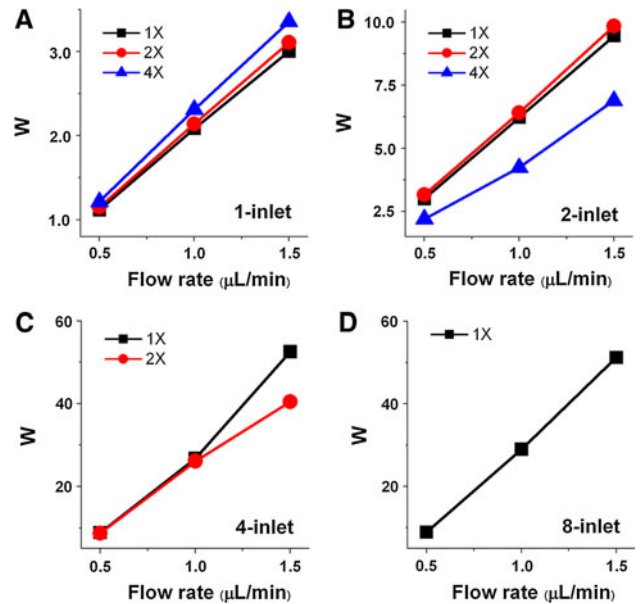 A
1X
2X
4X
W
3.0
2.0
1.0
1-inlet
0.5 1.0 1.5
Flow rate (μL/min)
B
1X
2X
4X
W
10.0
7.5
5.0
2.5
2-inlet
0.5 1.0 1.5
Flow rate (μL/min)
C
1X
2X
W
60
40
20
4-inlet
0.5 1.0 1.5
Flow rate (μL/min)
D
1X
W
60
40
20
8-inlet
0.5 1.0 1.5
Flow rate (μL/min)